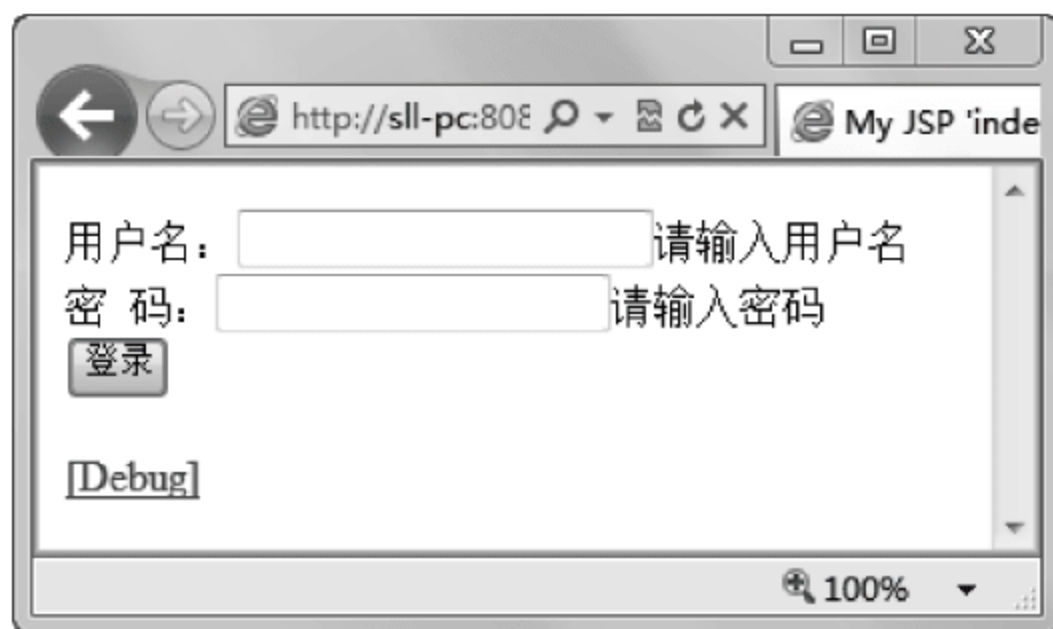 http://sll-pc:808
My JSP 'inde
用户名：请输入用户名
密 码：请输入密码
登录
[Debug]
100%